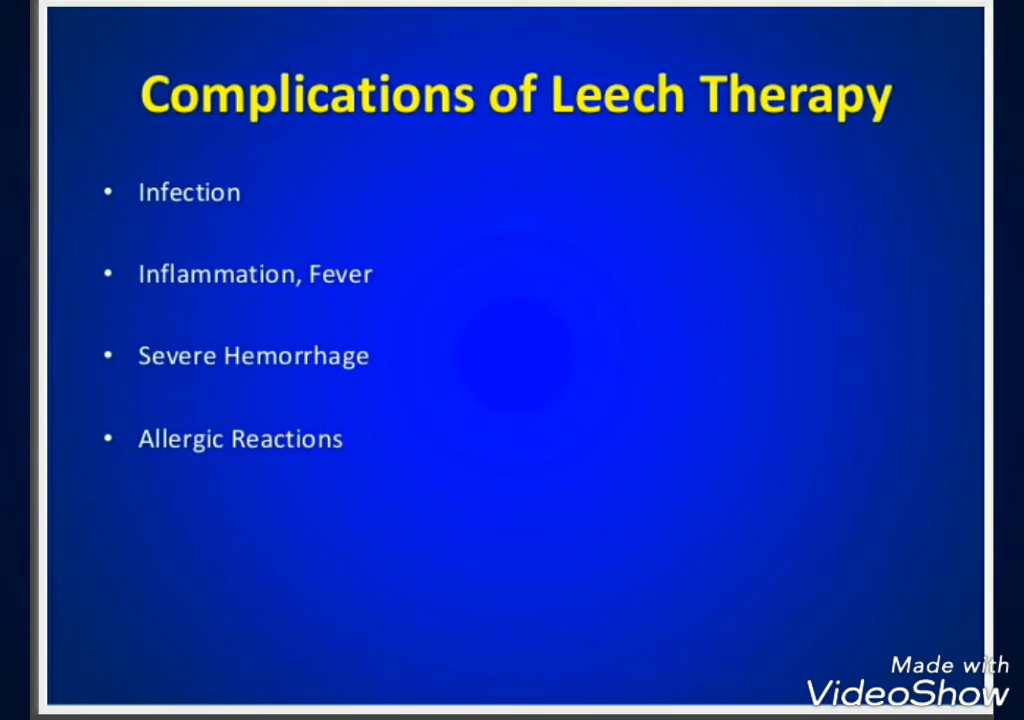 Complications of Leech Therapy
• Infection
• Inflammation, Fever
• Severe Hemorrhage
• Allergic Reactions
Made with
VideoShow